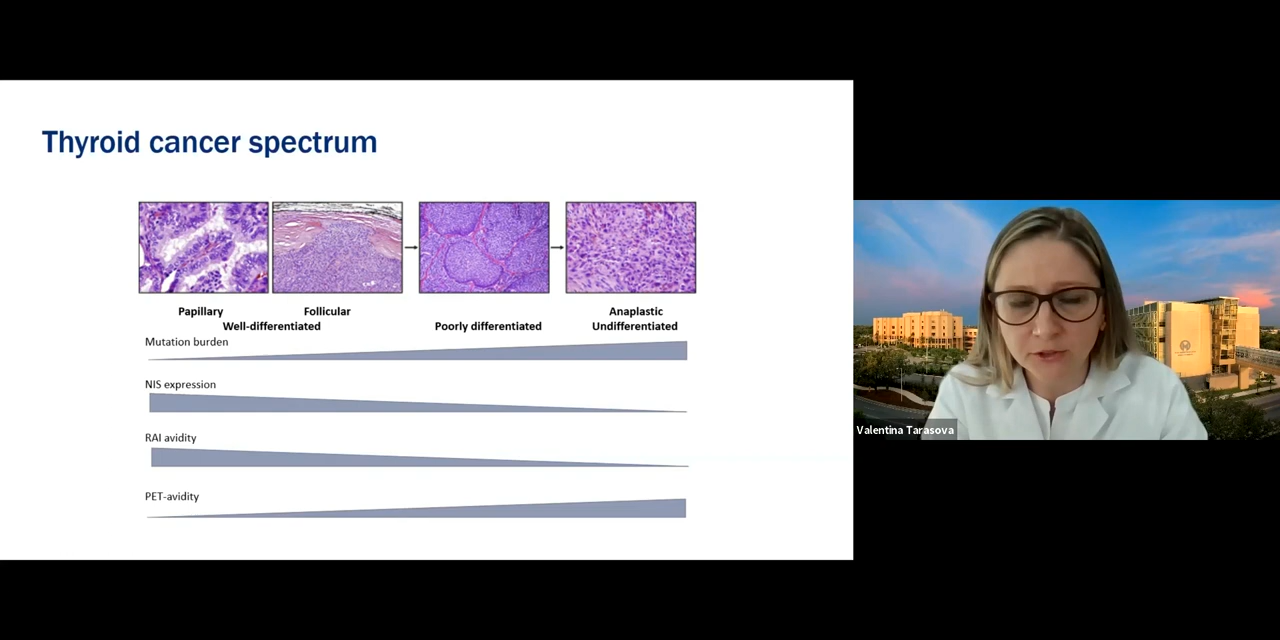 Thyroid cancer spectrum
Papillary
Follicular
Well-differentiated
Poorly differentiated
Anaplastic
Undifferentiated
Mutation burden
NIS expression
RAI avidity
PET-avidity
Valentina Tarasova